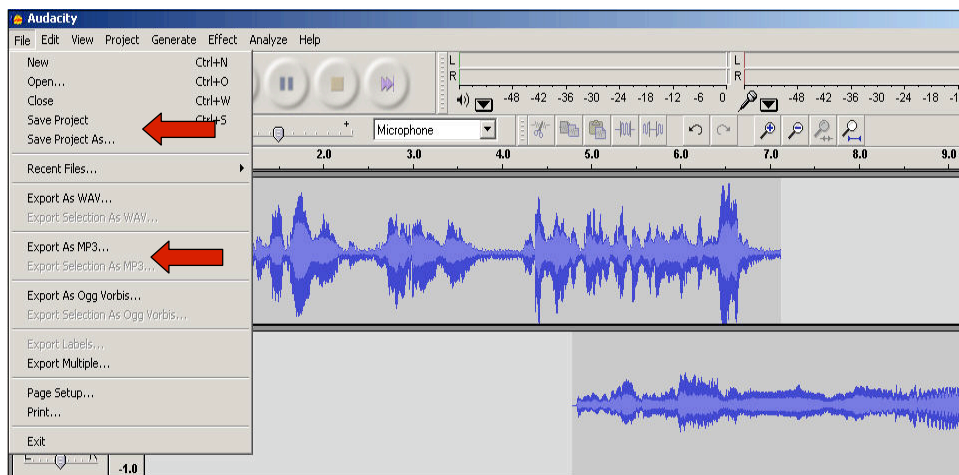 Audacity
File Edit View Project Generate Effect Analyze Help
New Ctrl+N
Open... Ctrl+O
Close Ctrl+W
Save Project Ctrl+S
Save Project As...
Recent Files...
Export As WAV...
Export Selection As WAV...
Export As MP3...
Export Selection As MP3...
Export As Ogg Vorbis...
Export Selection As Ogg Vorbis...
Export Labels...
Export Multiple...
Page Setup...
Print...
Exit
L
R
-48 -42 -36 -30 -24 -18 -12 -6 0
L
R
-48 -42 -36 -30 -24 -18 -1
+
Microphone
2.0 3.0 4.0 5.0 6.0 7.0 8.0 9.0
L R
-1.0